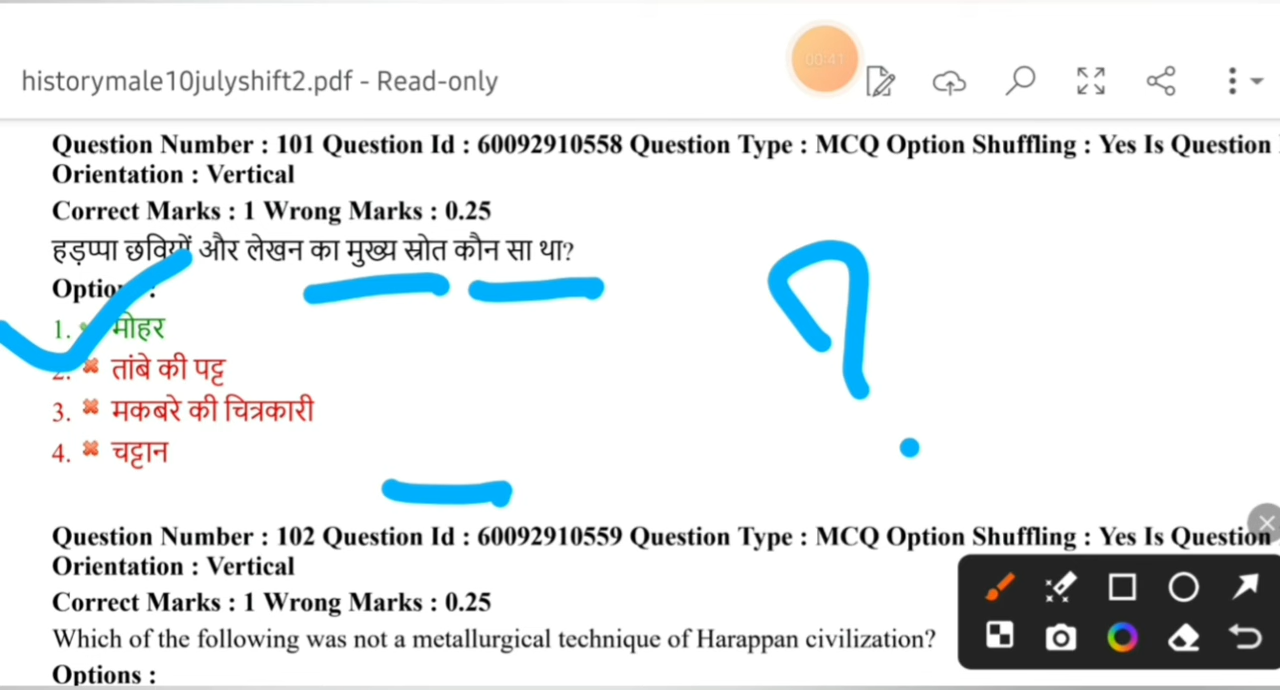 00:41
historymale10julyshift2.pdf - Read-only
Question Number : 101 Question Id : 60092910558 Question Type : MCQ Option Shuffling : Yes Is Question
Orientation : Vertical
Correct Marks : 1 Wrong Marks : 0.25
हड़प्पा छवियों और लेखन का मुख्य स्रोत कौन सा था?
1. मोहर
2. ✖ तांबे की पट्ट
3. ✖ मकबरे की चित्रकारी
4. ✖ चट्टान
Question Number : 102 Question Id : 60092910559 Question Type : MCQ Option Shuffling : Yes Is Question
Orientation : Vertical
Correct Marks : 1 Wrong Marks : 0.25
Which of the following was not a metallurgical technique of Harappan civilization?
Options :